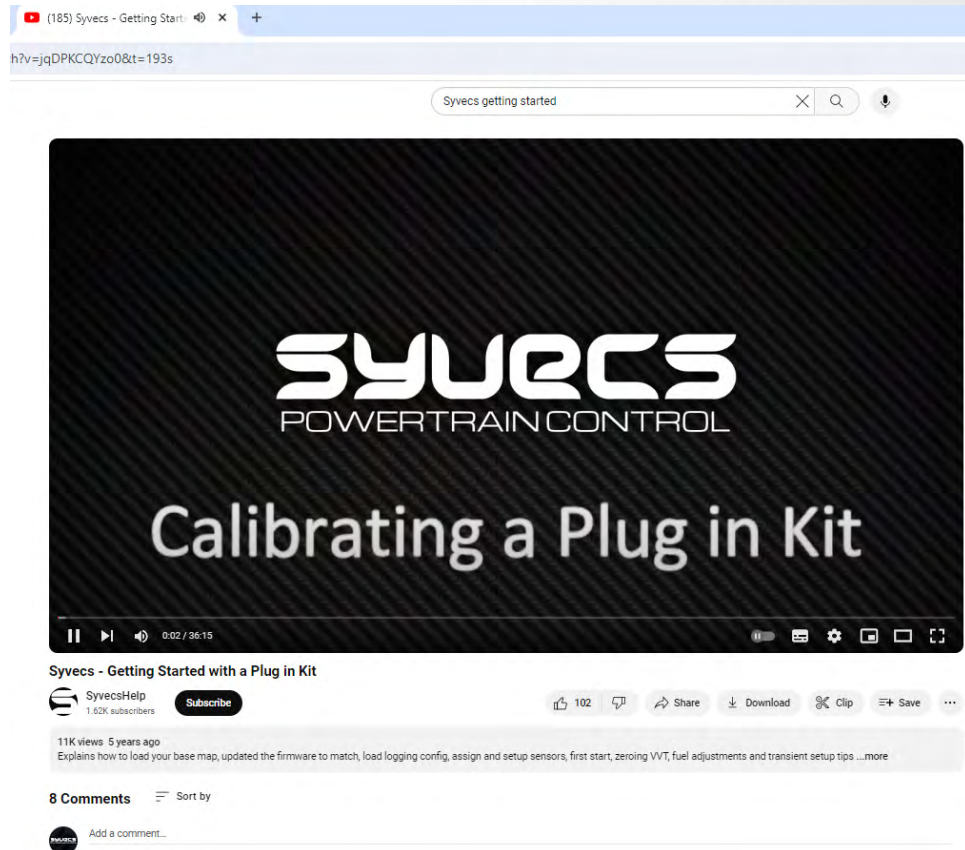 (185) Syvecs - Getting Start
h?v=jqDPKCQYzo0&t=193s
Syvecs getting started
SYVECS
POWERTRAIN CONTROL
Calibrating a Plug in Kit
0:02 / 36:15
Syvecs - Getting Started with a Plug in Kit
SyvecsHelp
1.62K subscribers
Subscribe
102
Share
Download
Clip
Save
11K views 5 years ago
Explains how to load your base map, updated the firmware to match, load logging config, assign and setup sensors, first start, zeroing VVT, fuel adjustments and transient setup tips ...more
8 Comments
Sort by
SYVECS
Add a comment...